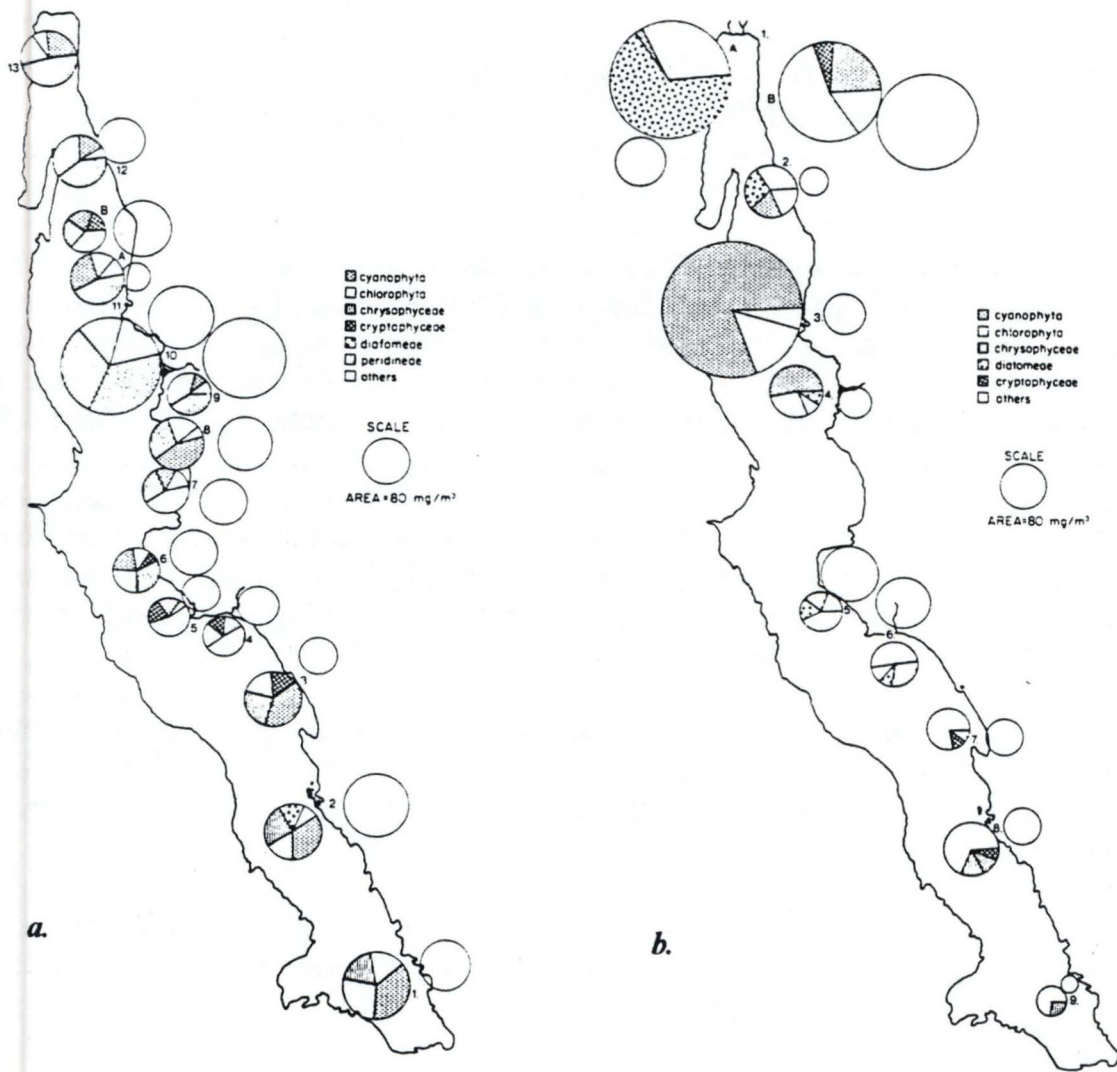 13
12
B
A
11
10
9
8
7
6
5
4
3
2
1.
cyanophyta
chlorophyta
chrysophyceae
cryptophyceae
diatomeae
peridineae
others
SCALE
AREA=80 mg/m³
a.
A
1.
B
2.
3.
4.
5
6
7
8.
9.
cyanophyta
chlorophyta
chrysophyceae
diatomeae
cryptophyceae
others
SCALE
AREA=80 mg/m³
b.